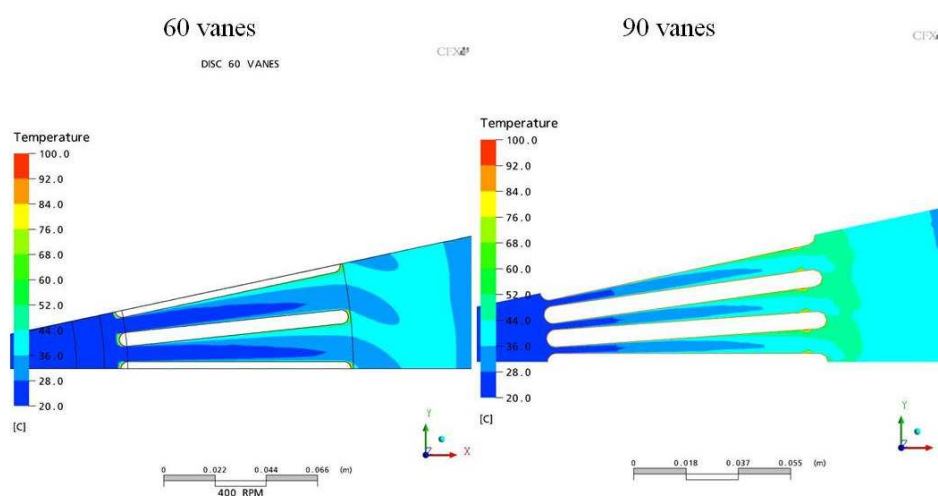 60 vanes
90 vanes
CFX
DISC 60 VANES
Temperature
100.0
92.0
84.0
76.0
68.0
60.0
52.0
44.0
36.0
28.0
20.0
[C]
Y
X
Z
0
0.022
0.044
0.066
(m)
400 RPM
CFX
Temperature
100.0
92.0
84.0
76.0
68.0
60.0
52.0
44.0
36.0
28.0
20.0
[C]
Y
Z
0
0.018
0.037
0.055
(m)